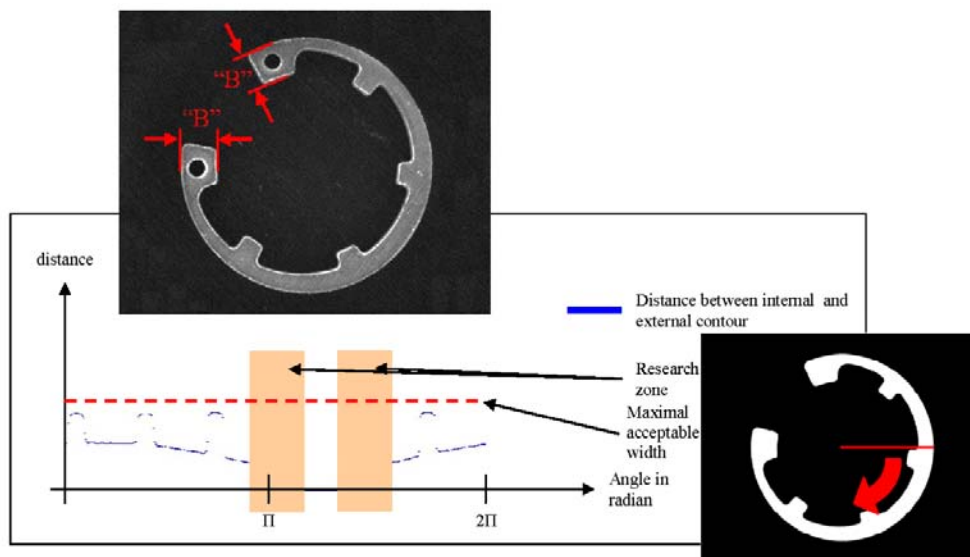 “B”
“B”
distance
Distance between internal and
external contour
Research
zone
Maximal
acceptable
width
Angle in
radian
Π
2Π